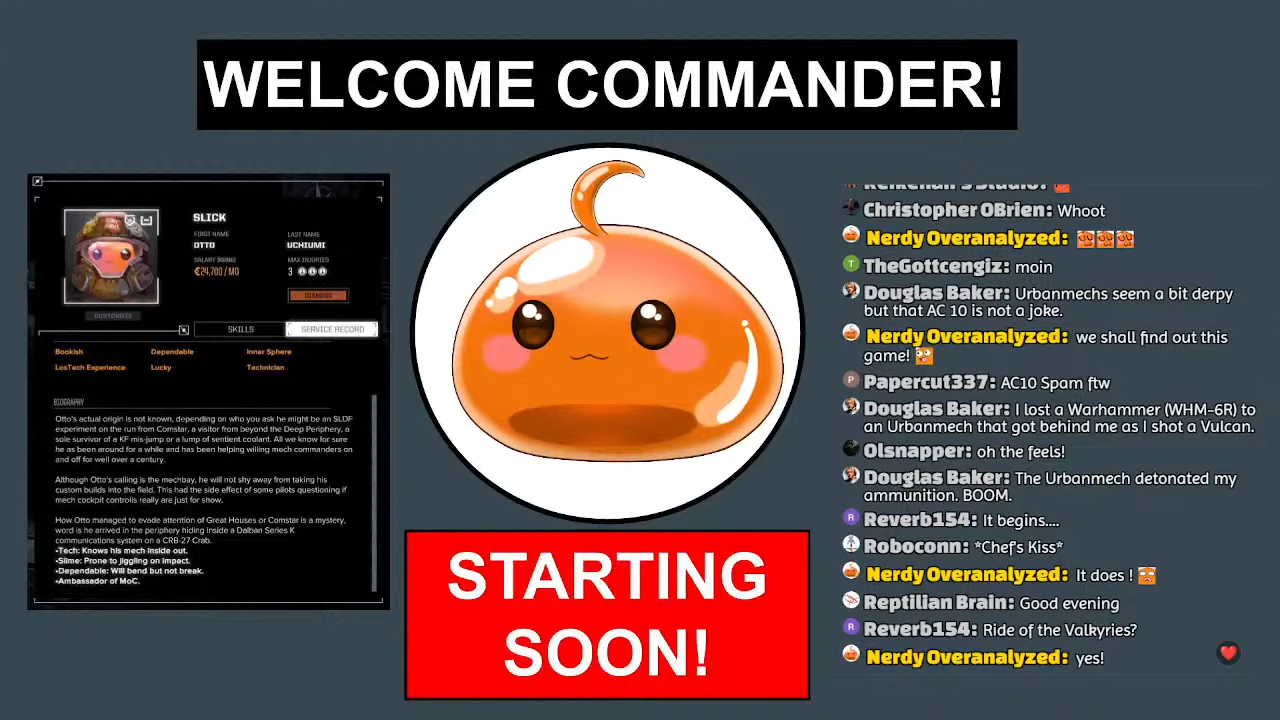 WELCOME COMMANDER!
SLICK
FIRST NAME
LAST NAME
OTTO
UCHIUMI
MAX INJURIES
₡24,700 / MO
3
DISMISS
CUSTOMIZE
SKILLS
SERVICE RECORD
Bookish
Dependable
Inner Sphere
LosTech Experience
Lucky
Technician
BIOGRAPHY
Otto's actual origin is not known, depending on who you ask he might be an SLDF
experiment on the run from Comstar, a visitor from beyond the Deep Periphery, a
sole survivor of a KF mis-jump or a lump of sentient coolant. All we know for sure
he has been around for a while and has been helping willing mech commanders on
and off for well over a century.
Although Otto's calling is the mechbay, he will not shy away from taking his
custom builds into the field. This had the side effect of some pilots questioning if
mech cockpit controlls really are just for show.
How Otto managed to evade attention of Great Houses or Comstar is a mystery,
word is he arrived in the periphery hiding inside a Dalban Series K
communications system on a CRB-27 Crab.
•Tech: Knows his mech inside out.
•Slime: Prone to jiggling on impact.
•Dependable: Will bend but not break.
•Ambassador of MoC.
STARTING
SOON!
Christopher OBrien: Whoot
Nerdy Overanalyzed:
T
TheGottcengiz: moin
Douglas Baker: Urbanmechs seem a bit derpy
but that AC 10 is not a joke.
Nerdy Overanalyzed: we shall find out this
game!
P
Papercut337: AC10 Spam ftw
Douglas Baker: I lost a Warhammer (WHM-6R) to
an Urbanmech that got behind me as I shot a Vulcan.
Olsnapper: oh the feels!
Douglas Baker: The Urbanmech detonated my
ammunition. BOOM.
R
Reverb154: It begins....
Roboconn: *Chef's Kiss*
Nerdy Overanalyzed: It does !
Reptilian Brain: Good evening
R
Reverb154: Ride of the Valkyries?
Nerdy Overanalyzed: yes!